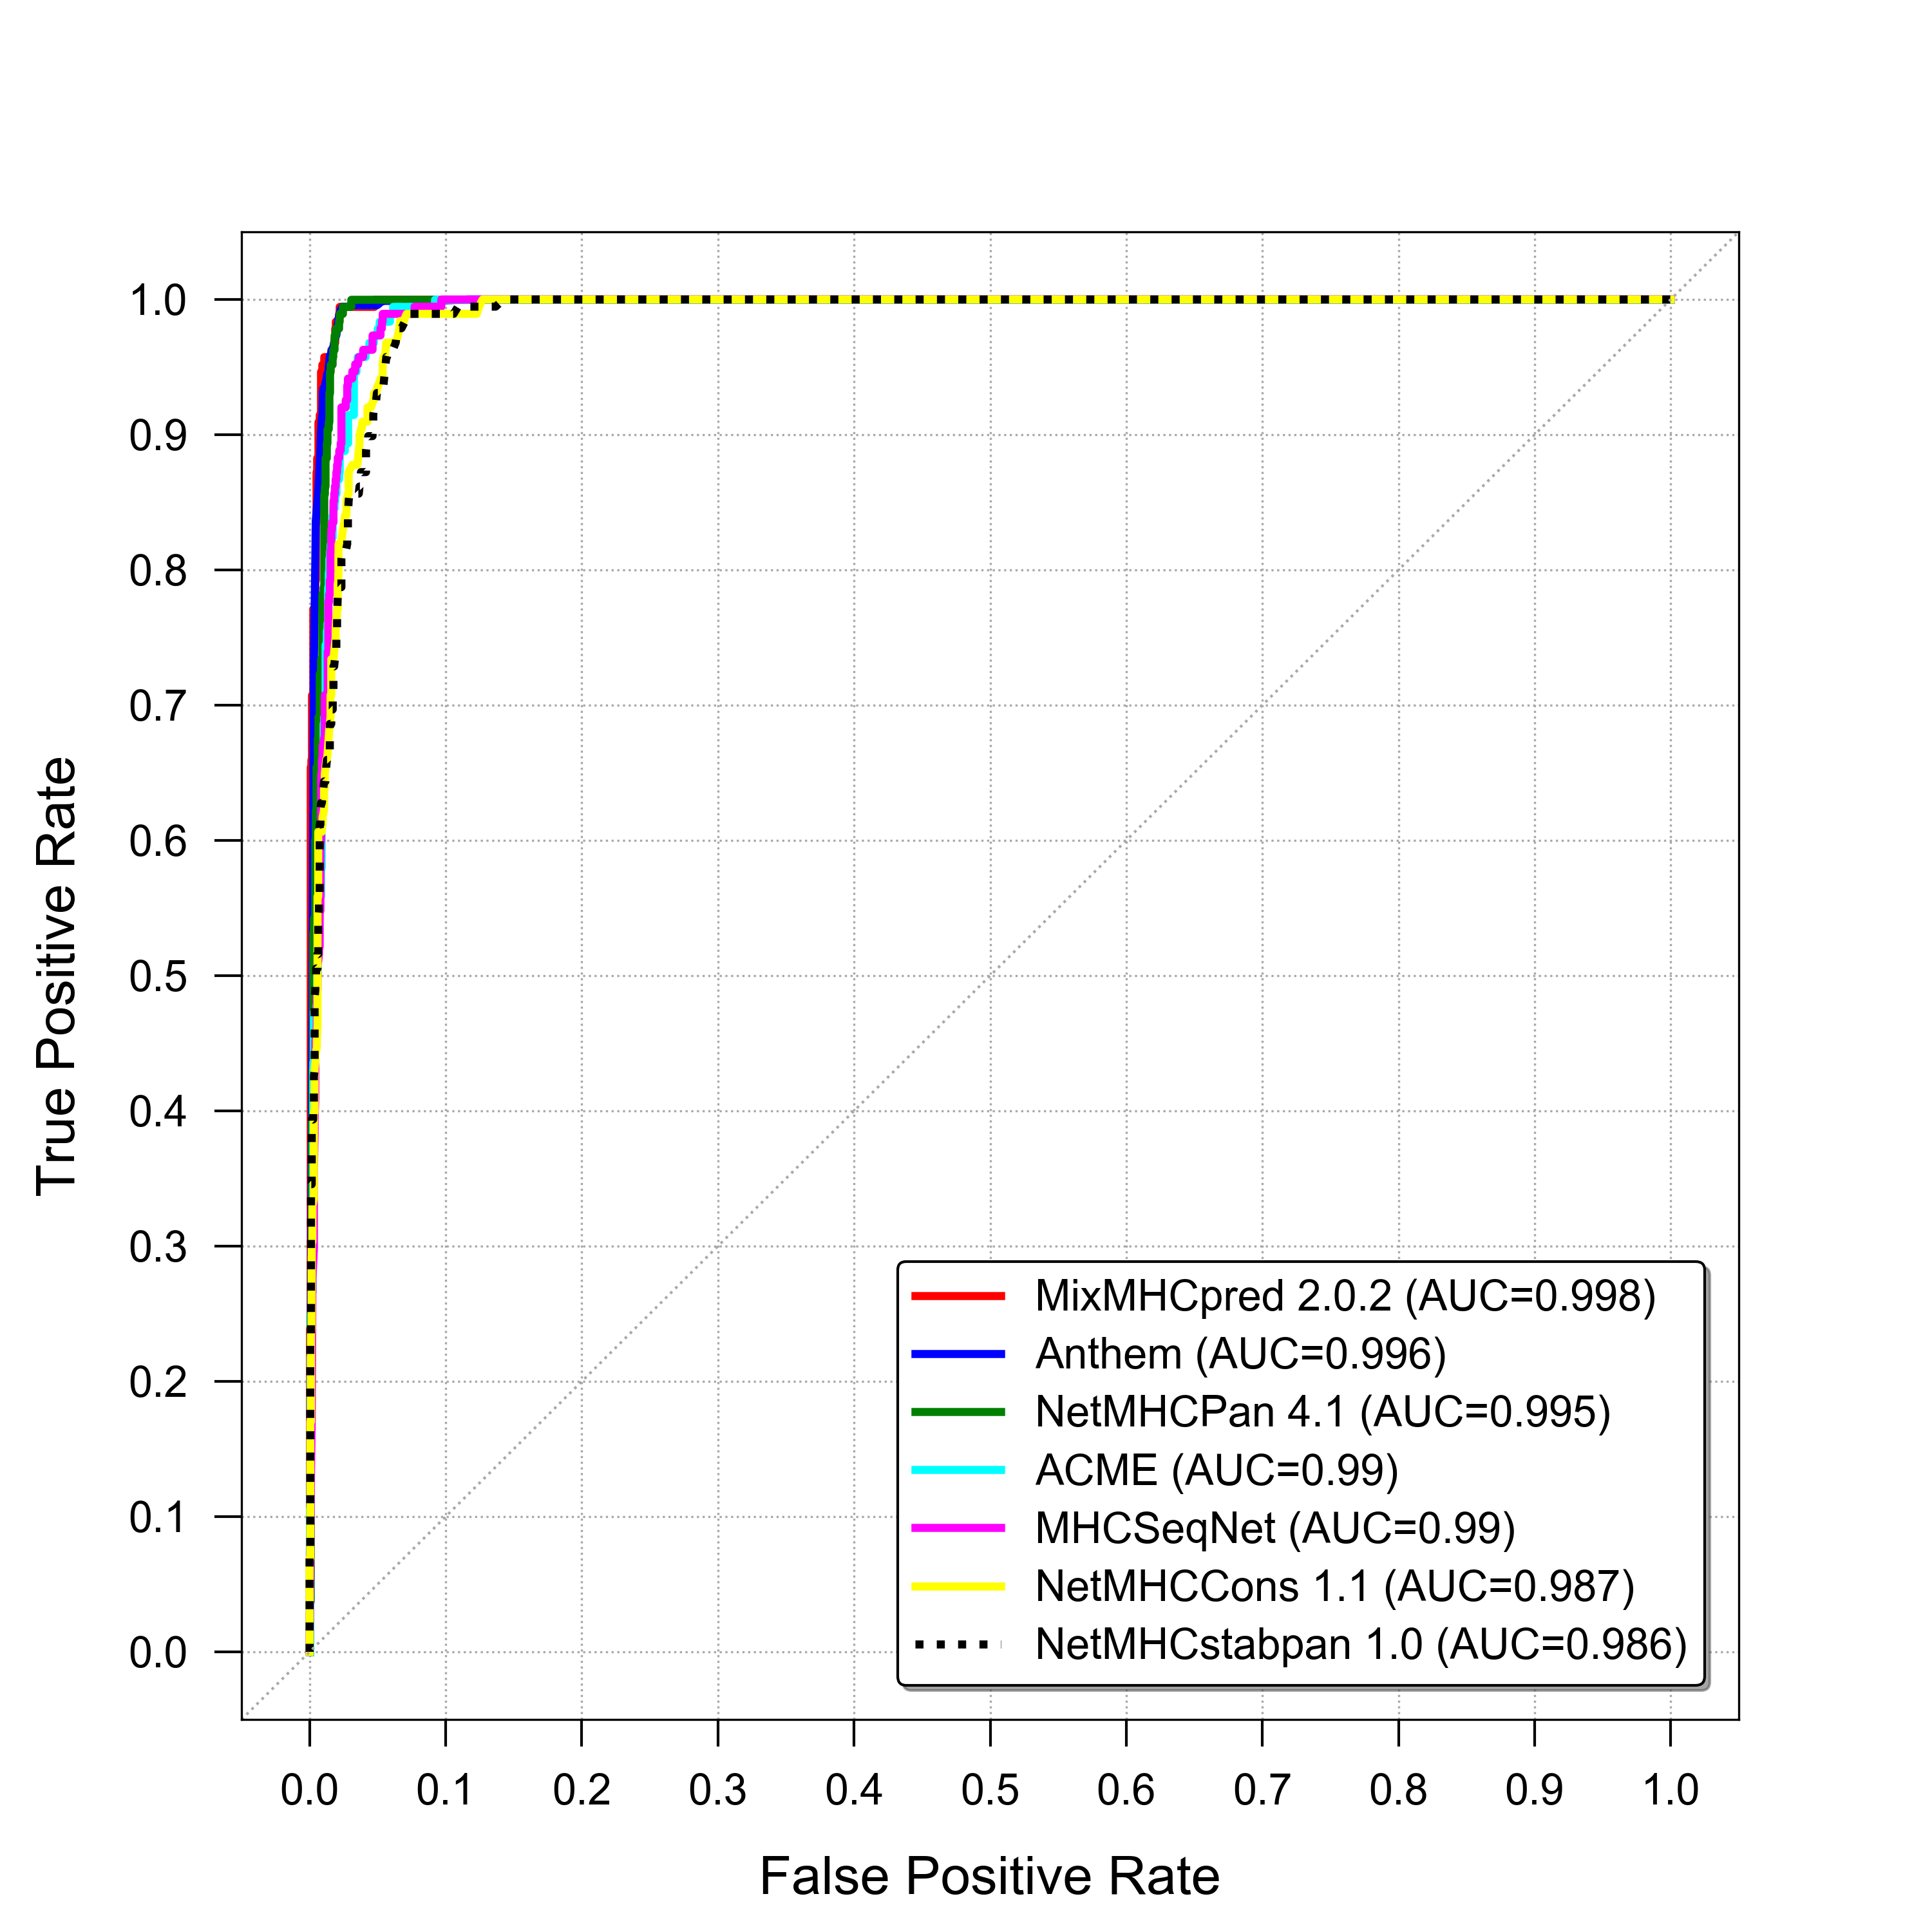 1.0
0.9
0.8
0.7
0.6
0.5
0.4
0.3
0.2
0.1
0.0
True Positive Rate
MixMHCpred 2.0.2 (AUC=0.998)
Anthem (AUC=0.996)
NetMHCPan 4.1 (AUC=0.995)
ACME (AUC=0.99)
MHCSeqNet (AUC=0.99)
NetMHCCons 1.1 (AUC=0.987)
NetMHCstabpan 1.0 (AUC=0.986)
0.0 0.1 0.2 0.3 0.4 0.5 0.6 0.7 0.8 0.9 1.0
False Positive Rate